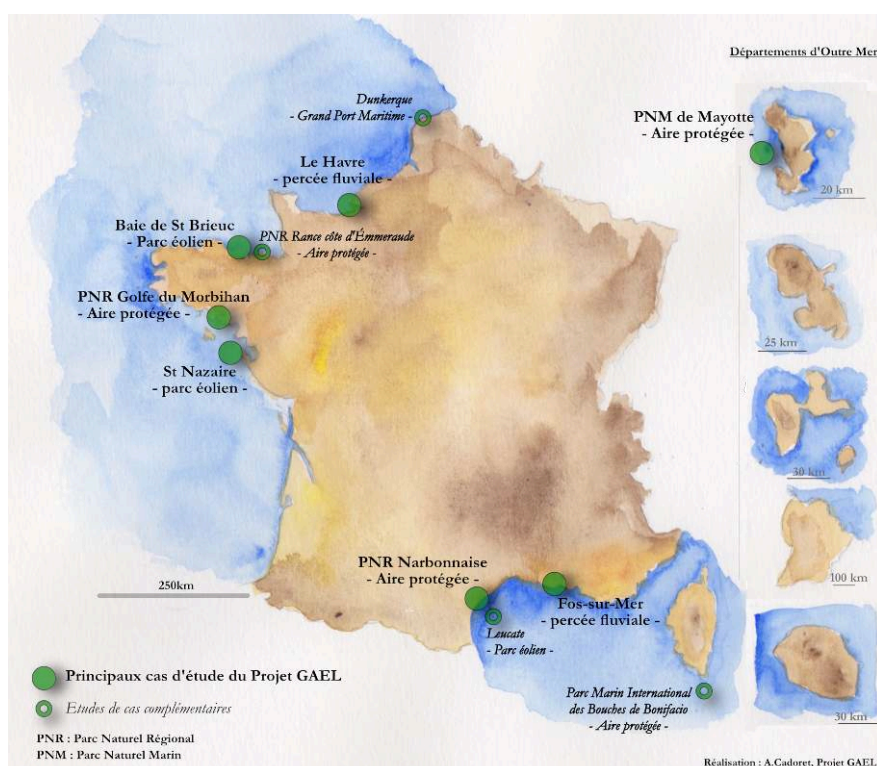 Départements d'Outre Mer
Dunkerque
- Grand Port Maritime -
PNM de Mayotte
- Aire protégée -
Le Havre
- percée fluviale -
20 km
Baie de St Brieuc
- Parc éolien -
PNR Rance côte d'Émmeraude
- Aire protégée -
PNR Golfe du Morbihan
- Aire protégée -
25 km
St Nazaire
- parc éolien -
30 km
PNR Narbonnaise
- Aire protégée -
100 km
250km
Fos-sur-Mer
- percée fluviale -
Leucate
- Parc éolien -
Principaux cas d'étude du Projet GAEL
Etudes de cas complémentaires
Parc Marin International
des Bouches de Bonifacio
- Aire protégée -
30 km
PNR : Parc Naturel Régional
PNM : Parc Naturel Marin
Réalisation : A.Cadoret, Projet GAEL